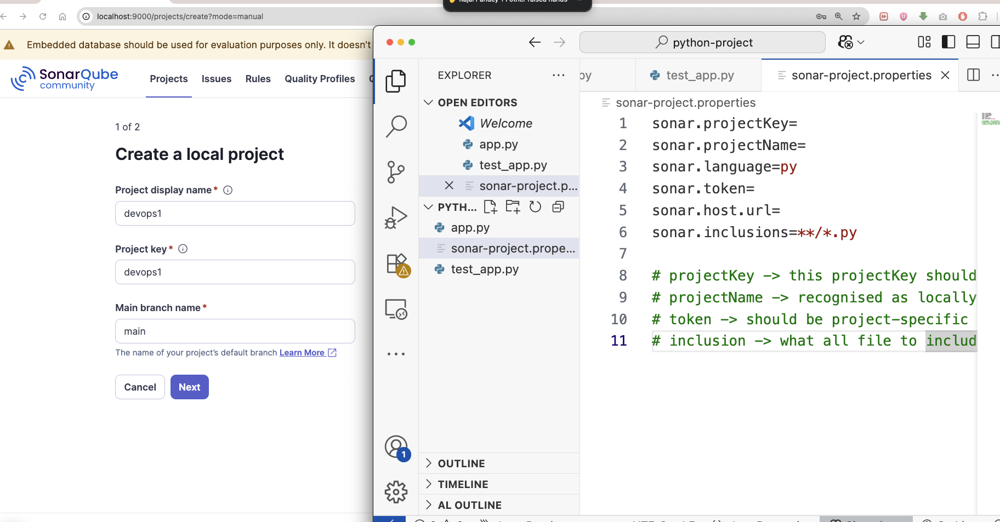 localhost:9000/projects/create?mode=manual
Embedded database should be used for evaluation purposes only. It doesn't
SonarQube
community
Projects
Issues
Rules
Quality Profiles
1 of 2
Create a local project
Project display name*
devops1
Project key*
devops1
Main branch name*
main
The name of your project's default branch Learn More
Cancel
Next
python-project
EXPLORER
OPEN EDITORS
Welcome
app.py
test_app.py
sonar-project.p...
PYTH...
app.py
sonar-project.prope...
test_app.py
1
OUTLINE
TIMELINE
AL OUTLINE
py
test_app.py
sonar-project.properties
sonar-project.properties
1 sonar.projectKey=
2 sonar.projectName=
3 sonar.language=py
4 sonar.token=
5 sonar.host.url=
6 sonar.inclusions=**/*.py
7
8 # projectKey -> this projectKey should
9 # projectName -> recognised as locally
10 # token -> should be project-specific
11 # inclusion -> what all file to includ